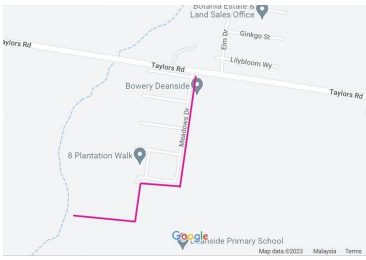 Botania Estate &
Land Sales Office
Ginkgo St
Elm Dr
Taylors Rd
Lilybloom Wy
Taylors Rd
Bowery Deanside
Taylors Rd
Meadows Dr
8 Plantation Walk
Google
Deanside Primary School
Map data ©2023 Malaysia Terms